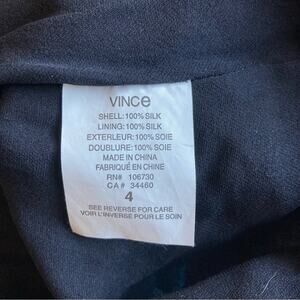 VINCe
SHELL: 100% SILK
LINING: 100% SILK
EXTERLEUR: 100% SOIE
DOUBLURE: 100% SOIE
MADE IN CHINA
FABRIQUÉ EN CHINE
RN# 106730
CA# 34460
4
SEE REVERSE FOR CARE
VOIR L'INVERSE POUR LE SOIN